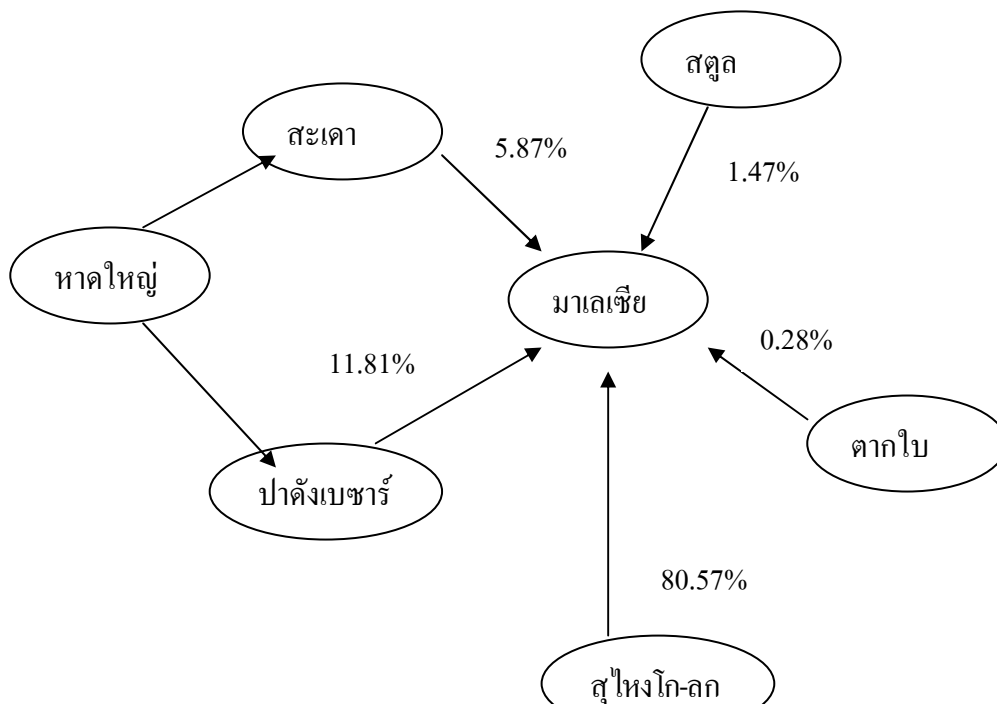 สตูล
สะเดา
5.87%
1.47%
หาดใหญ่
มาเลเซีย
11.81%
0.28%
ตากใบ
ปาดังเบซาร์
80.57%
สุไหงโก-ลก